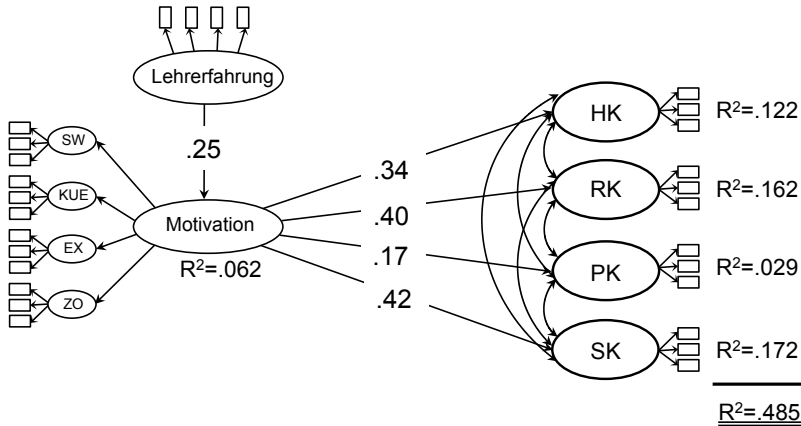 Lehrerfahrung
HK
R²=.122
SW
.25
.34
RK
R²=.162
KUE
.40
Motivation
EX
R²=.062
.17
PK
R²=.029
ZO
.42
SK
R²=.172
R²=.485